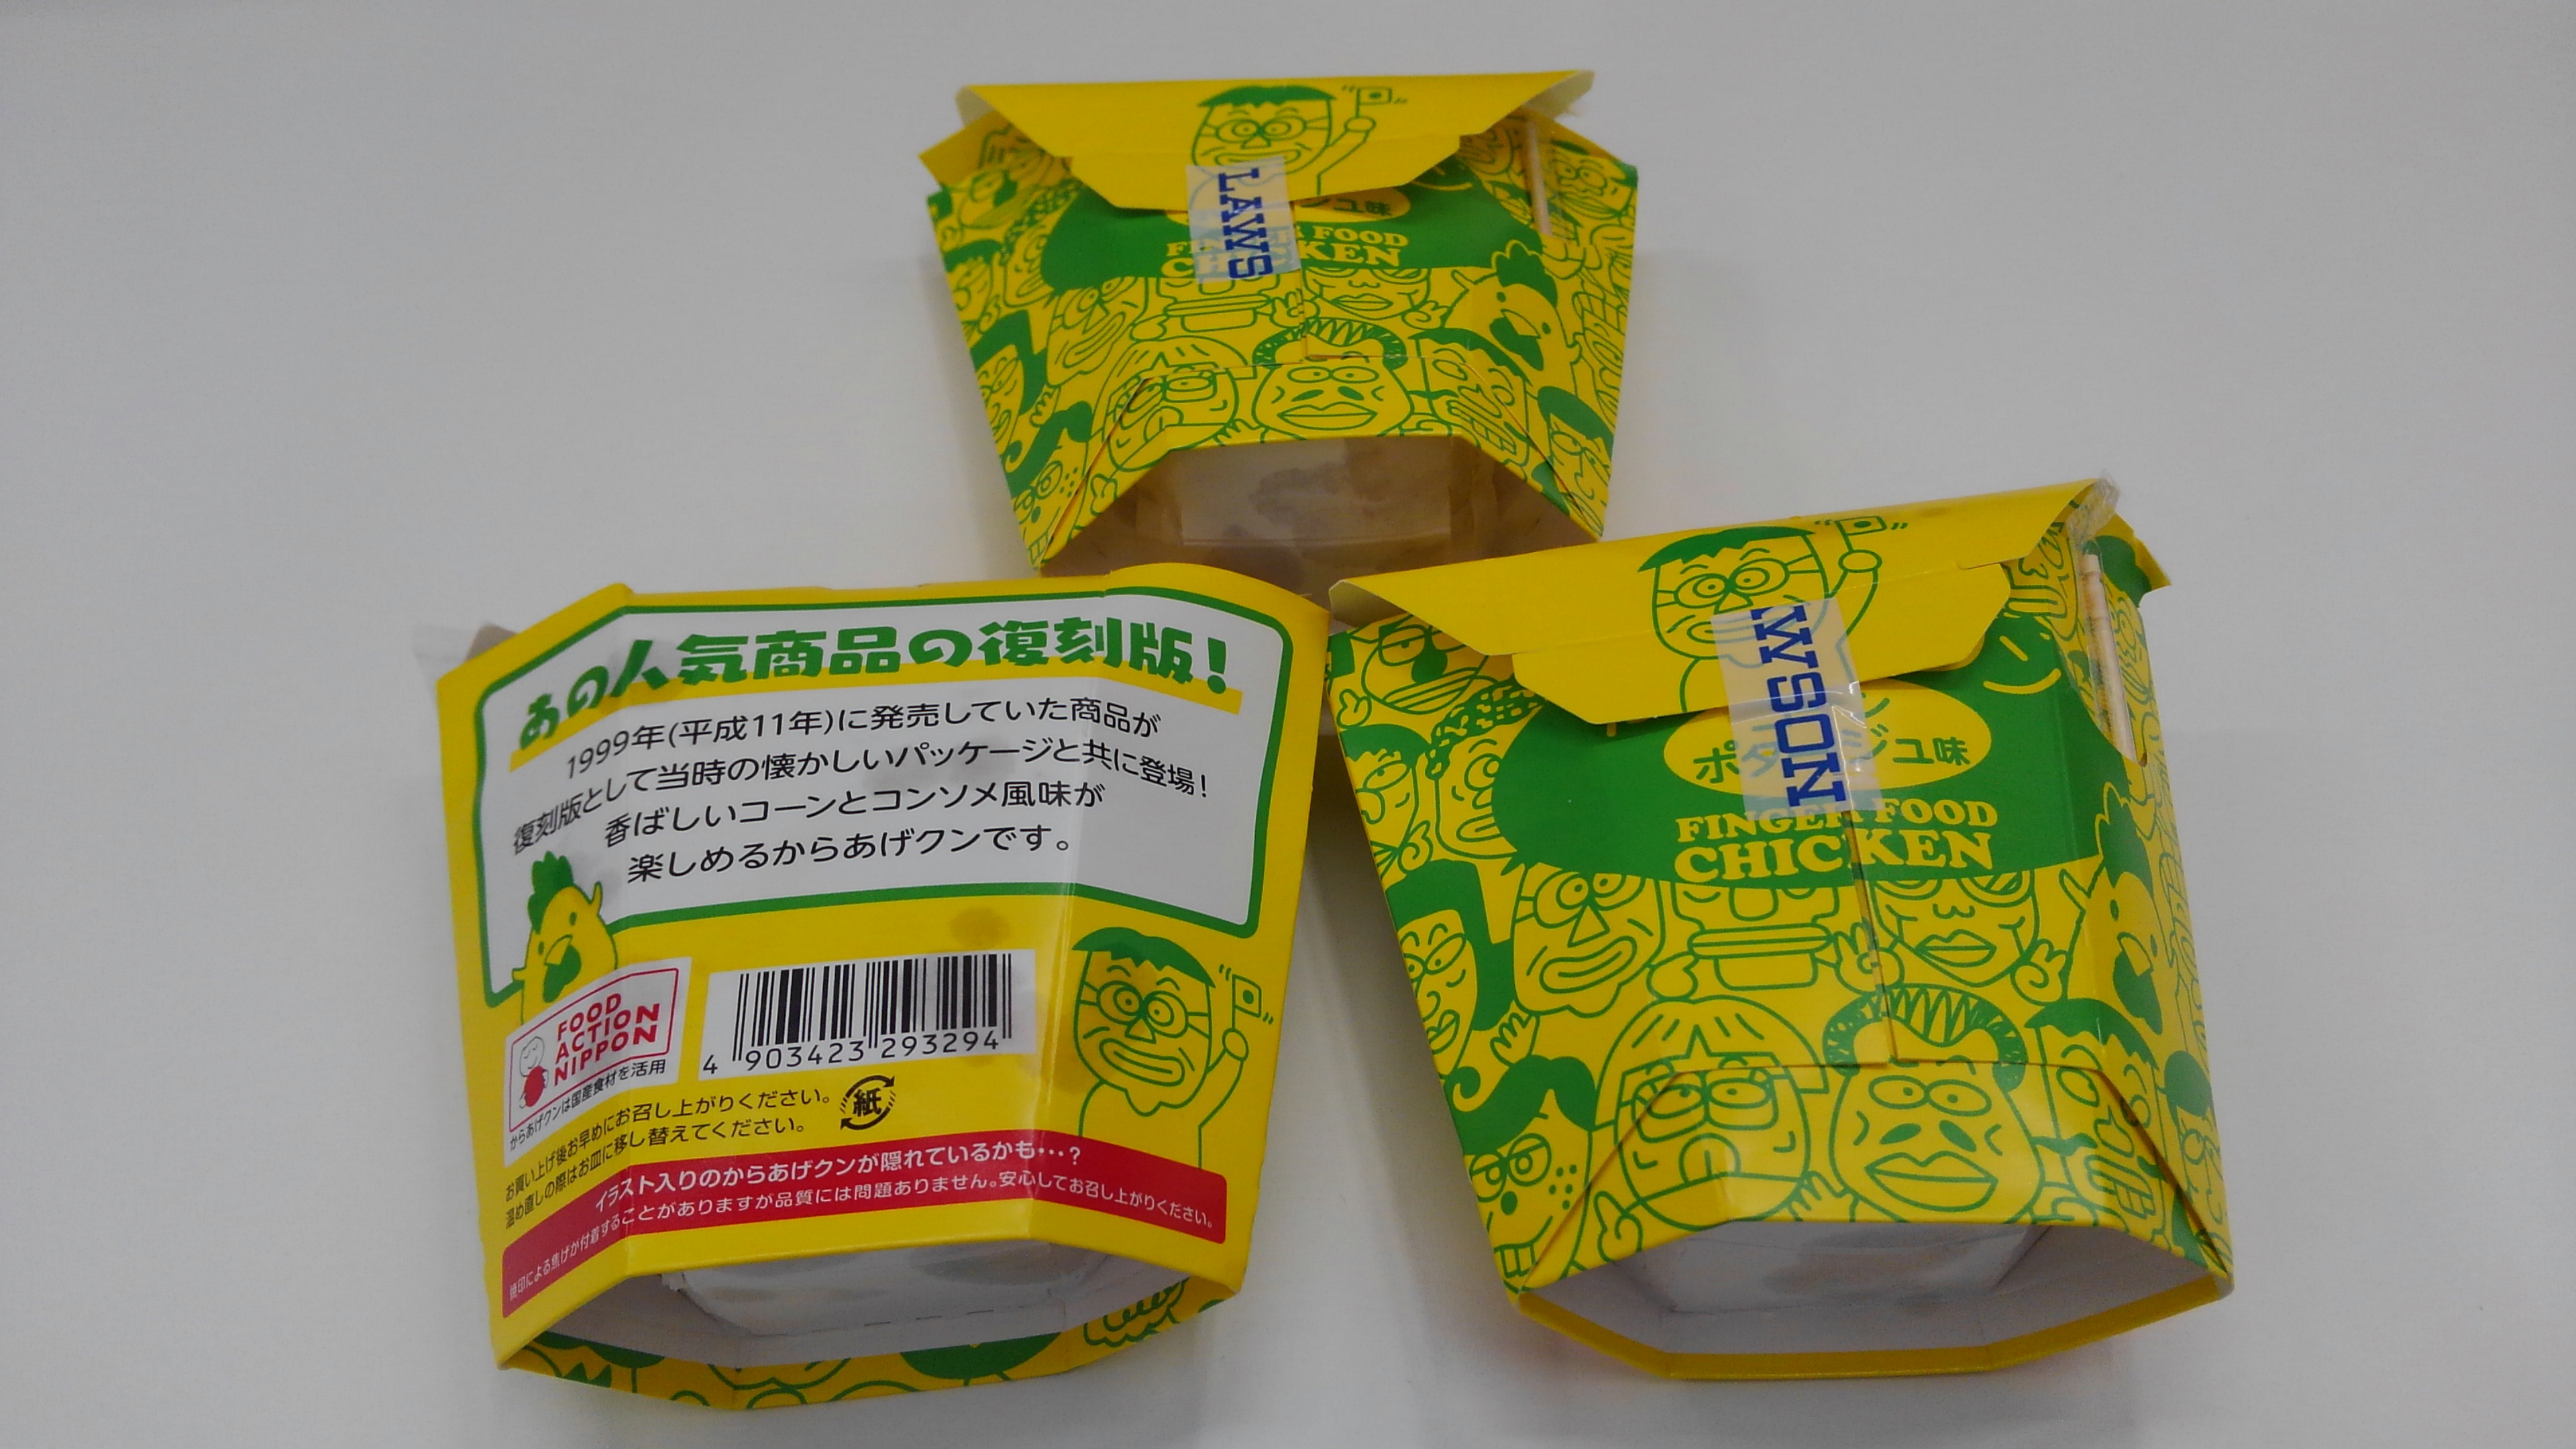 LAWS
ュ味
FINGER FOOD
CHICKEN
あの人気商品の復刻版!
1999年(平成11年)に発売していた商品が
復刻版として当時の懐かしいパッケージと共に登場!
香ばしいコーンとコンソメ風味が
楽しめるからあげクンです。
FOOD
ACTION
NIPPON
からあげクンは国産食材を活用
4 903423 293294
お買い上げ後お早めにお召し上がりください。
温め直しの際はお皿に移し替えてください。
紙
イラスト入りのからあげクンが隠れているかも…?
焼印による焦げが付着することがありますが品質には問題ありません。安心してお召し上がりください。
WSON
ン
ポタージュ味
FINGER FOOD
CHICKEN